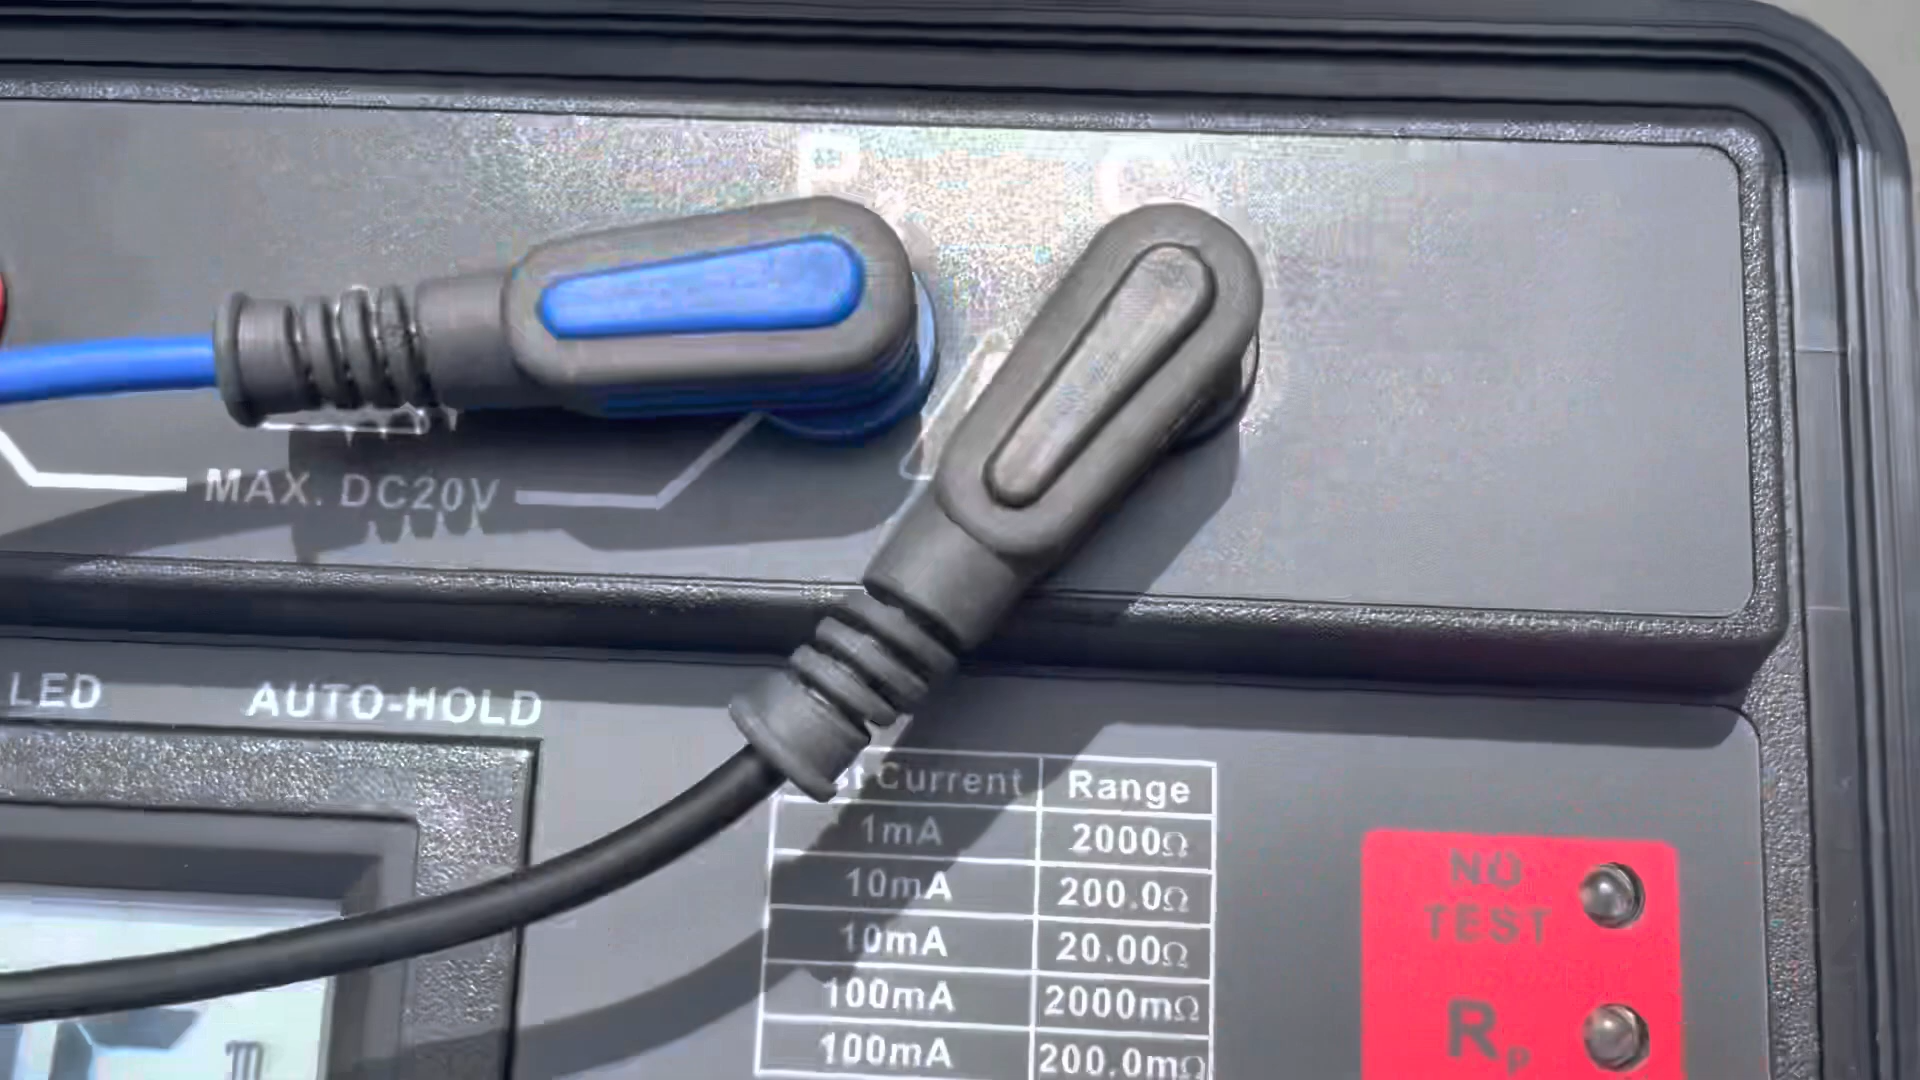 P C
MAX. DC20V
LED AUTO-HOLD
Current Range
1mA 2000Ω
10mA 200.0Ω
10mA 20.00Ω
100mA 2000mΩ
100mA 200.0mΩ
NO
TEST
Rp